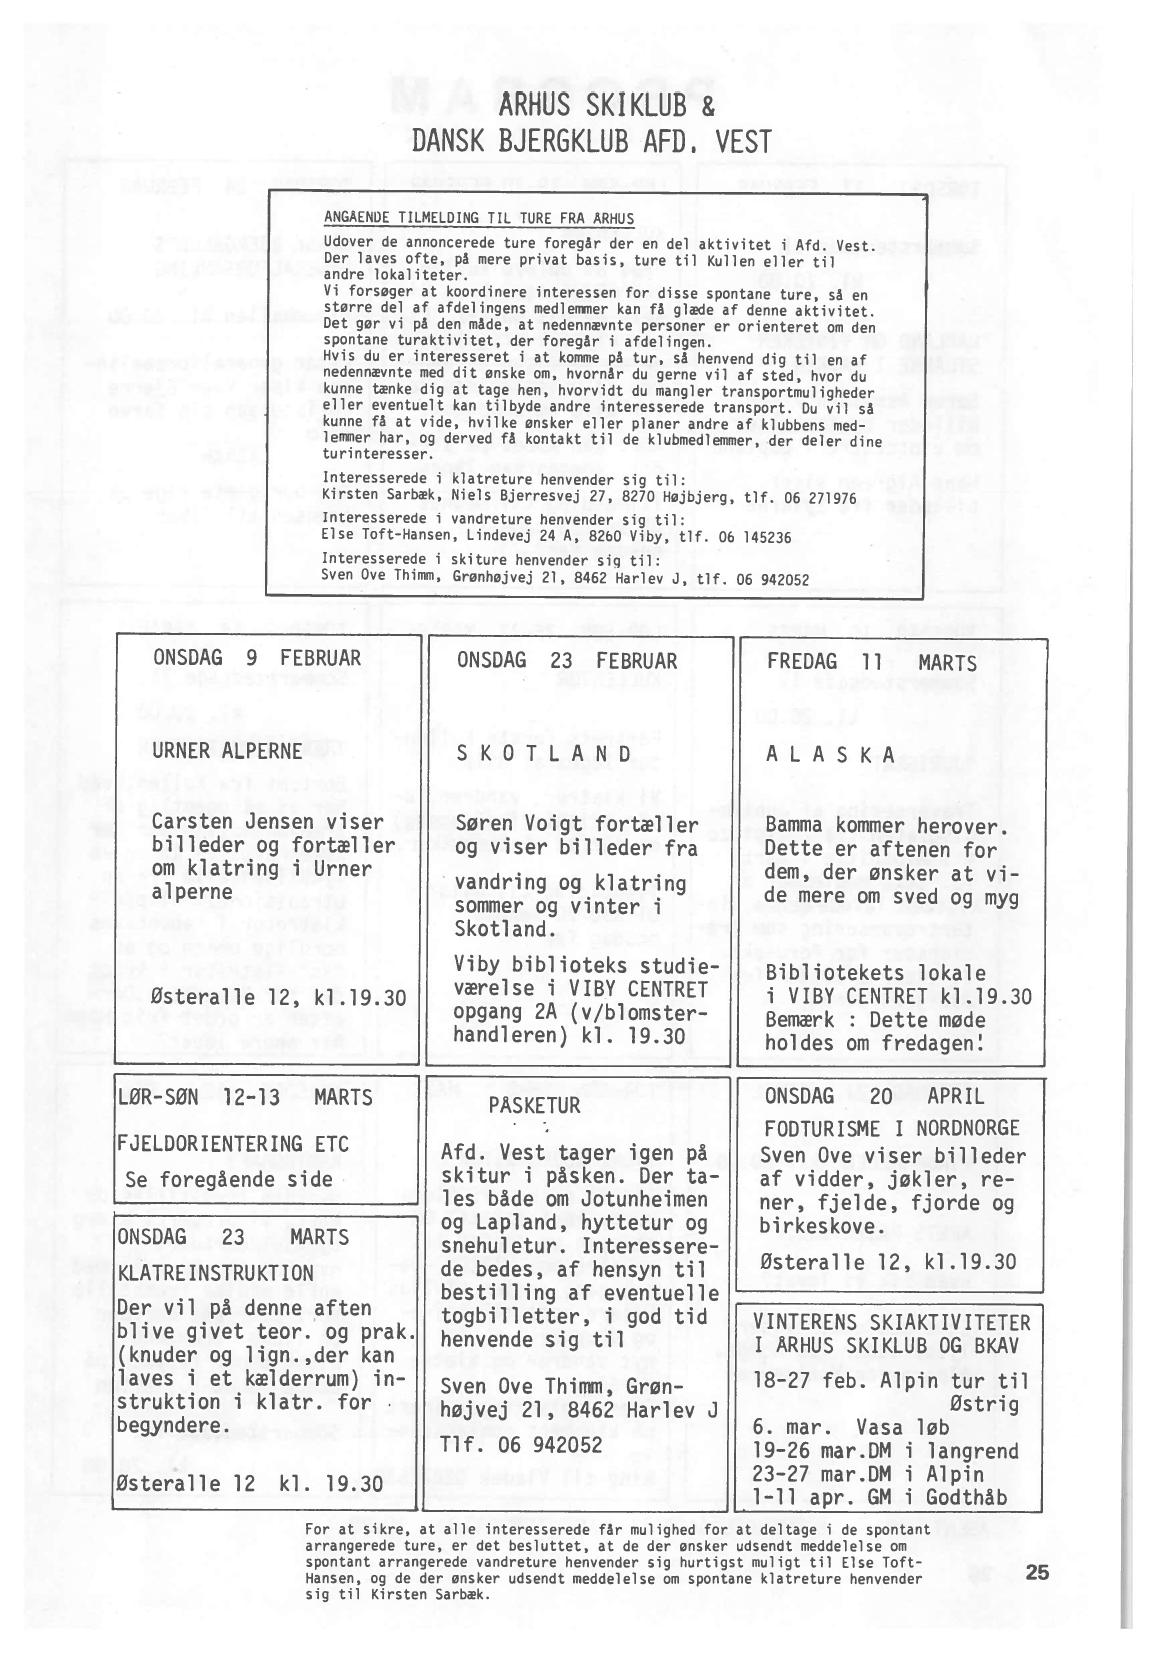 ÅRHUS SKIKLUB &
DANSK BJERGKLUB AFD. VEST
ANGÅENDE TILMELDING TIL TURE FRA ÅRHUS
Udover de annoncerede ture foregår der en del aktivitet i Afd. Vest.
Der laves ofte, på mere privat basis, ture til Kullen eller til
andre lokaliteter.
Vi forsøger at koordinere interessen for disse spontane ture, så en
større del af afdelingens medlemmer kan få glæde af denne aktivitet.
Det gør vi på den måde, at nedennævnte personer er orienteret om den
spontane turaktivitet, der foregår i afdelingen.
Hvis du er interesseret i at komme på tur, så henvend dig til en af
nedennævnte med dit ønske om, hvornår du gerne vil af sted, hvor du
kunne tænke dig at tage hen, hvorvidt du mangler transportmuligheder
eller eventuelt kan tilbyde andre interesserede transport. Du vil så
kunne få at vide, hvilke ønsker eller planer andre af klubbens med-
lemmer har, og derved få kontakt til de klubmedlemmer, der deler dine
turinteresser.
Interesserede i klatreture henvender sig til:
Kirsten Sarbæk, Niels Bjerresvej 27, 8270 Højbjerg, tlf. 06 271976
Interesserede i vandreture henvender sig til:
Else Toft-Hansen, Lindevej 24 A, 8260 Viby, tlf. 06 145236
Interesserede i skiture henvender sig til:
Sven Ove Thimm, Grønhøjvej 21, 8462 Harlev J, tlf. 06 942052
ONSDAG 9 FEBRUAR
URNER ALPERNE
Carsten Jensen viser
billeder og fortæller
om klatring i Urner
alperne
Østeralle 12, kl.19.30
ONSDAG 23 FEBRUAR
S K O T L A N D
Søren Voigt fortæller
og viser billeder fra
vandring og klatring
sommer og vinter i
Skotland.
Viby biblioteks studie-
værelse i VIBY CENTRET
opgang 2A (v/blomster-
handleren) kl. 19.30
FREDAG 11 MARTS
A L A S K A
Bamma kommer herover.
Dette er aftenen for
dem, der ønsker at vi-
de mere om sved og myg
Bibliotekets lokale
i VIBY CENTRET kl.19.30
Bemærk : Dette møde
holdes om fredagen!
LØR-SØN 12-13 MARTS
FJELDORIENTERING ETC
Se foregående side
ONSDAG 23 MARTS
KLATREINSTRUKTION
Der vil på denne aften
blive givet teor. og prak.
(knuder og lign.,der kan
laves i et kælderrum) in-
struktion i klatr. for
begyndere.
Østeralle 12 kl. 19.30
PÅSKETUR
Afd. Vest tager igen på
skitur i påsken. Der ta-
les både om Jotunheimen
og Lapland, hyttetur og
snehuletur. Interessere-
de bedes, af hensyn til
bestilling af eventuelle
togbilletter, i god tid
henvende sig til
Sven Ove Thimm, Grøn-
højvej 21, 8462 Harlev J
Tlf. 06 942052
ONSDAG 20 APRIL
FODTURISME I NORDNORGE
Sven Ove viser billeder
af vidder, jøkler, re-
ner, fjelde, fjorde og
birkeskove.
Østeralle 12, kl.19.30
VINTERENS SKIAKTIVITETER
I ÅRHUS SKIKLUB OG BKAV
18-27 feb. Alpin tur til
Østrig
6. mar. Vasa løb
19-26 mar.DM i langrend
23-27 mar.DM i Alpin
1-11 apr. GM i Godthåb
For at sikre, at alle interesserede får mulighed for at deltage i de spontant
arrangerede ture, er det besluttet, at de der ønsker udsendt meddelelse om
spontant arrangerede vandreture henvender sig hurtigst muligt til Else Toft-
Hansen, og de der ønsker udsendt meddelelse om spontane klatreture henvender
sig til Kirsten Sarbæk.
25